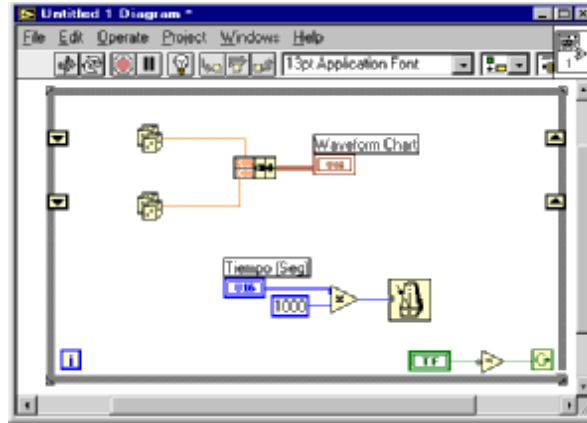 Untitled 1 Diagram *
File Edit Operate Project Windows Help
13pt Application Font
1
Waveform Chart
Tiempo (Seg)
U16
1000
i
TF